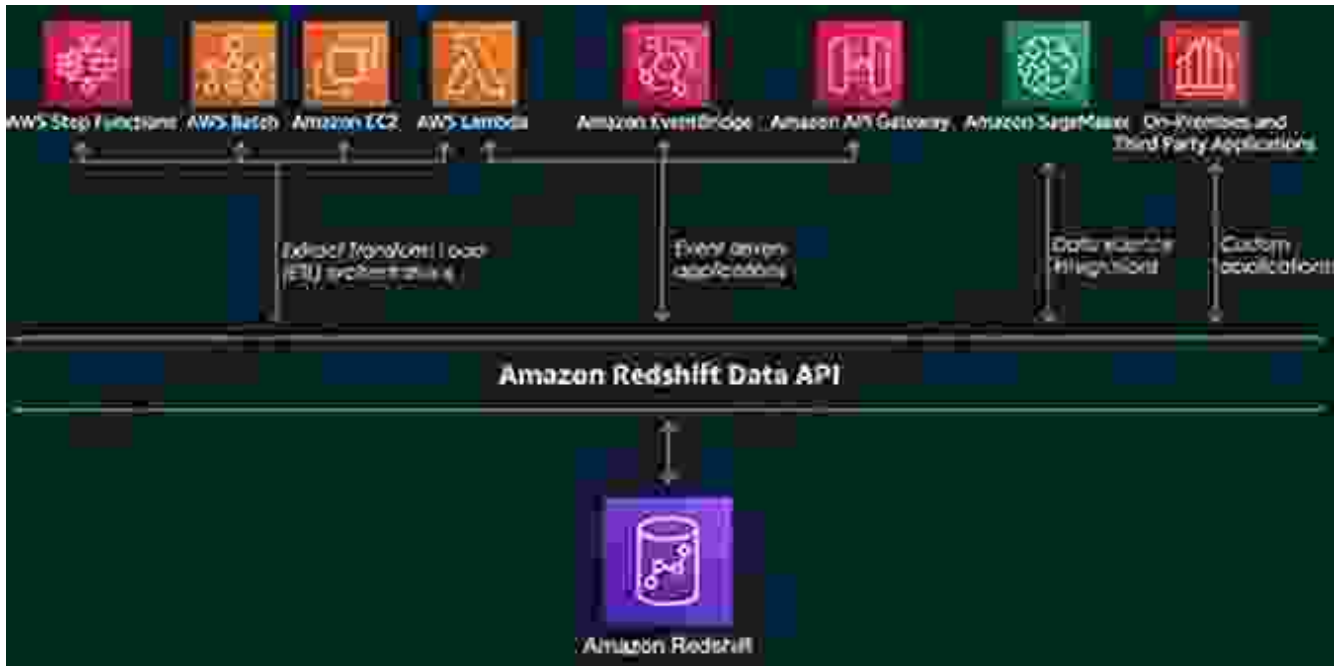 AWS Step Functions AWS Batch Amazon EC2 AWS Lambda Amazon EventBridge Amazon API Gateway Amazon SageMaker On-Premises and
Third Party Applications
Extract Transform Load
(ETL) orchestrations
Event driven
applications
Data science
integrations
Custom
applications
Amazon Redshift Data API
Amazon Redshift